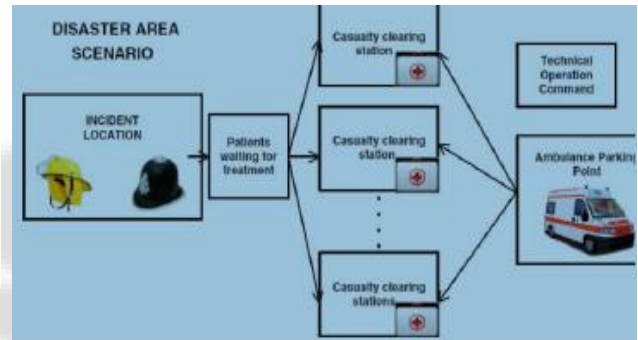 DISASTER AREA
SCENARIO
INCIDENT
LOCATION
Patients
waiting for
treatment
Casualty clearing
station
Casualty clearing
station
Casualty clearing
stations
Technical
Operation
Command
Ambulance Parking
Point